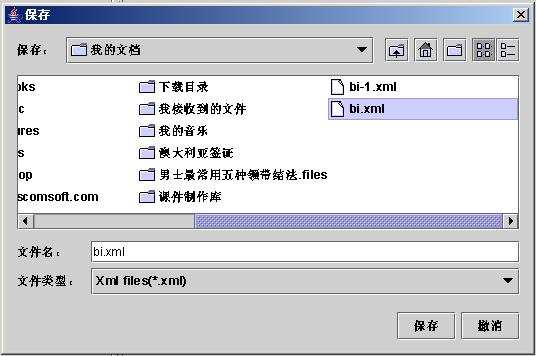 保存
保存：
我的文档
oks
下载目录
bi-1.xml
c
我接收到的文件
bi.xml
ures
我的音乐
s
澳大利亚签证
op
男士最常用五种领带结法.files
scomsoft.com
课件制作库
文件名：
bi.xml
文件类型：
Xml files(*.xml)
保存
撤消